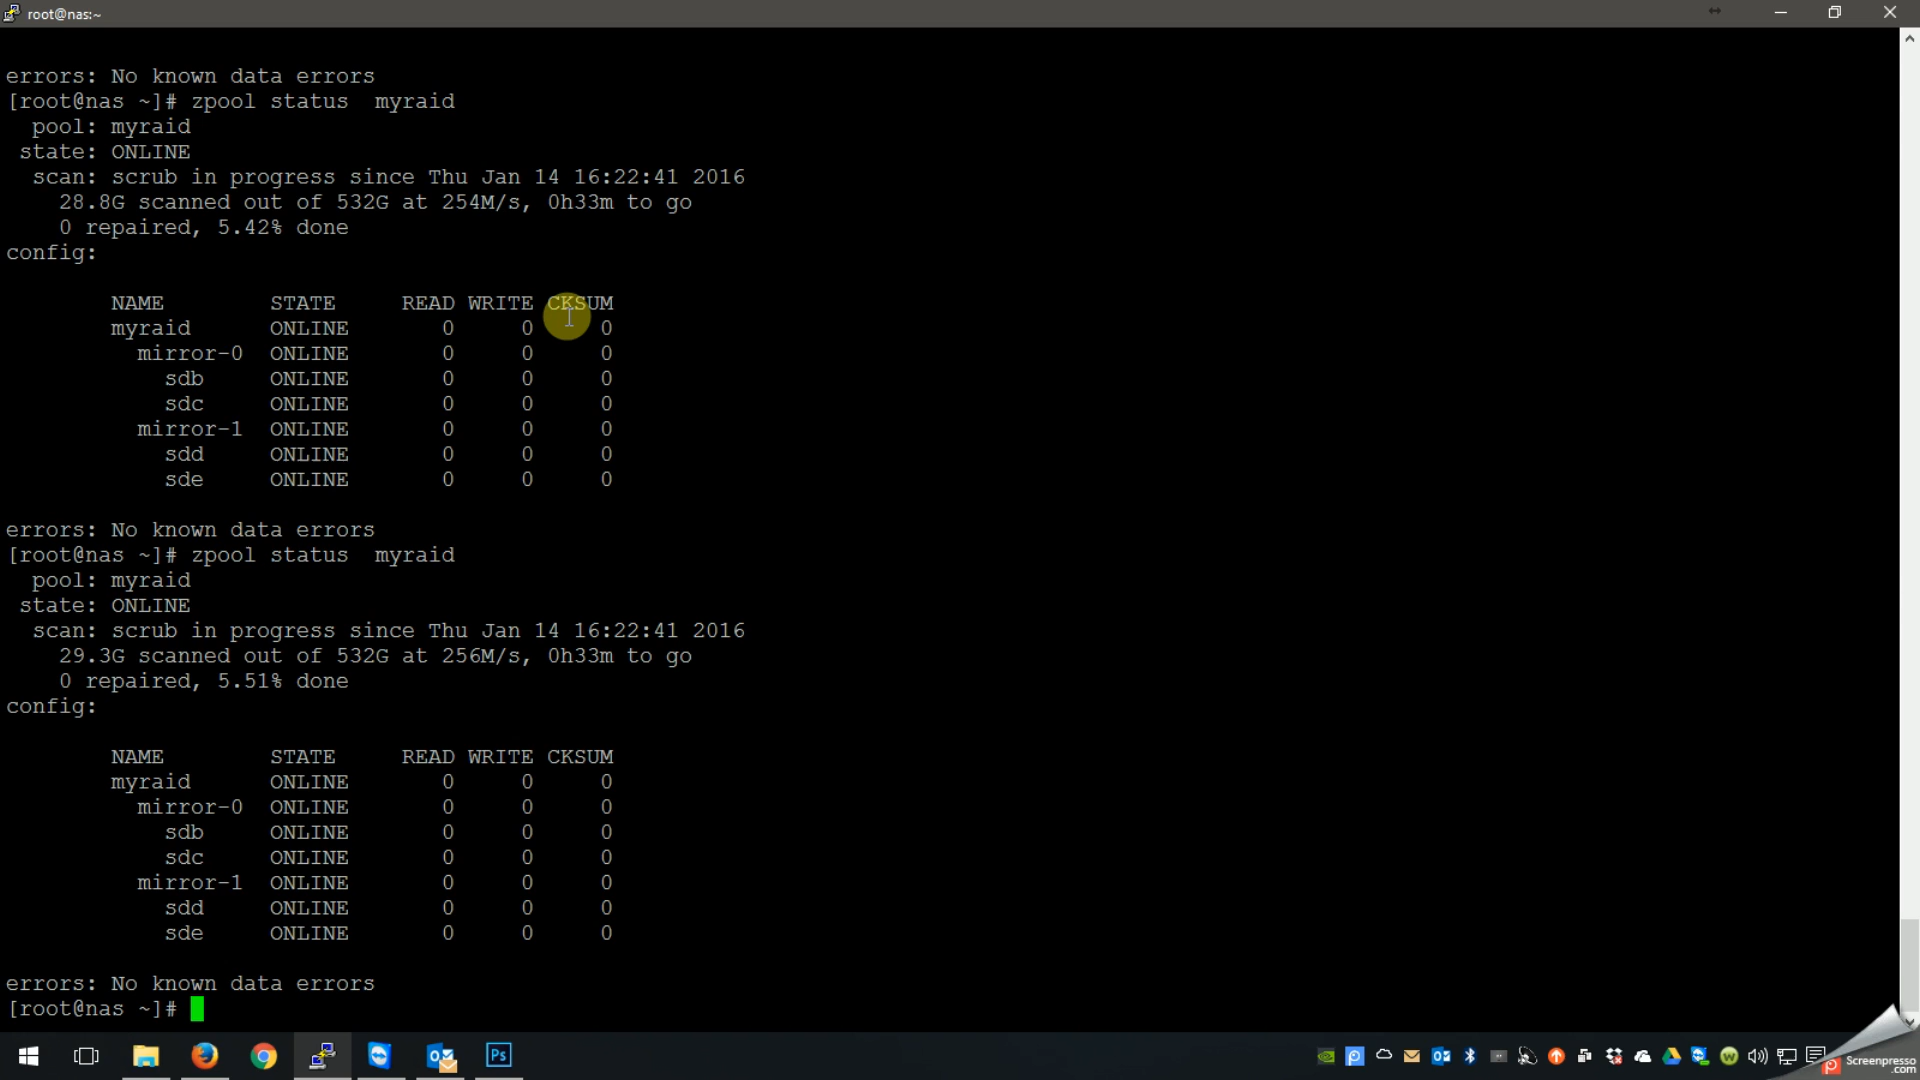 root@nas:~
errors: No known data errors
[root@nas ~]# zpool status  myraid
  pool: myraid
 state: ONLINE
  scan: scrub in progress since Thu Jan 14 16:22:41 2016
    28.8G scanned out of 532G at 254M/s, 0h33m to go
    0 repaired, 5.42% done
config:
        NAME        STATE     READ WRITE CKSUM
        myraid      ONLINE       0     0     0
          mirror-0  ONLINE       0     0     0
            sdb     ONLINE       0     0     0
            sdc     ONLINE       0     0     0
          mirror-1  ONLINE       0     0     0
            sdd     ONLINE       0     0     0
            sde     ONLINE       0     0     0
errors: No known data errors
[root@nas ~]# zpool status  myraid
  pool: myraid
 state: ONLINE
  scan: scrub in progress since Thu Jan 14 16:22:41 2016
    29.3G scanned out of 532G at 256M/s, 0h33m to go
    0 repaired, 5.51% done
config:
        NAME        STATE     READ WRITE CKSUM
        myraid      ONLINE       0     0     0
          mirror-0  ONLINE       0     0     0
            sdb     ONLINE       0     0     0
            sdc     ONLINE       0     0     0
          mirror-1  ONLINE       0     0     0
            sdd     ONLINE       0     0     0
            sde     ONLINE       0     0     0
errors: No known data errors
[root@nas ~]#
Ps
Screenpresso
.com